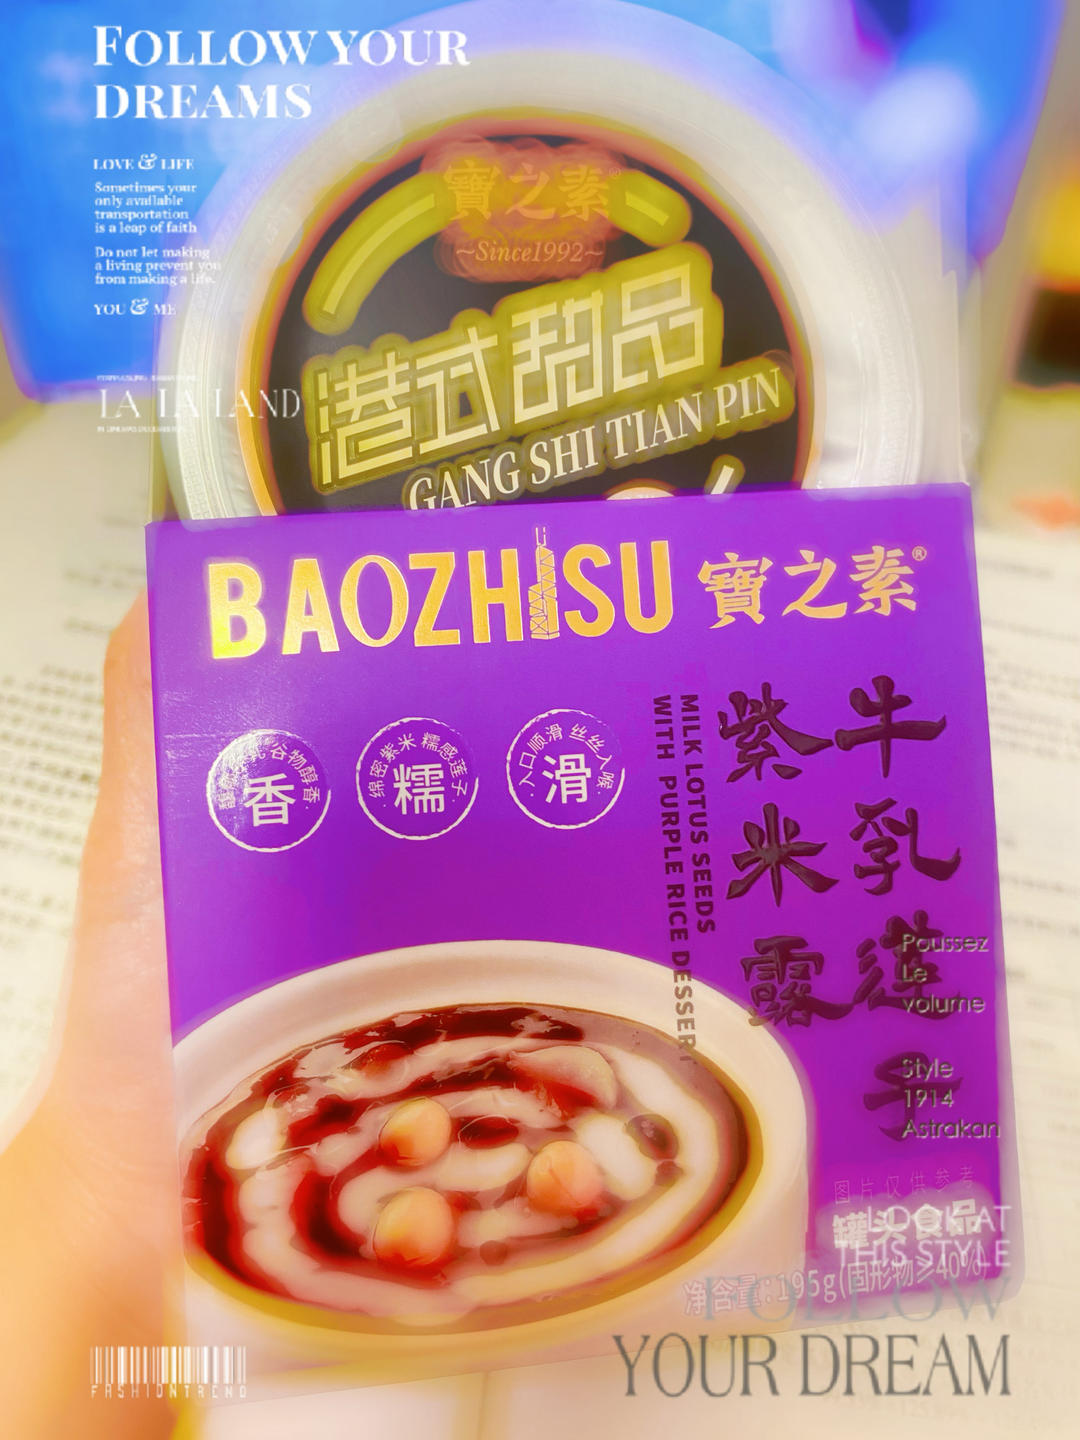 FOLLOW YOUR
DREAMS
LOVE & LIFE
Sometimes your
only available
transportation
is a leap of faith
Do not let making
a living prevent you
from making a life.
YOU & ME
LA LA LAND
寶之素®
~Since1992~
港式甜品
GANG SHI TIAN PIN
BAOZHISU 寶之素®
谷物醇香
香
绵密紫米 糯感莲子
糯
入口顺滑 丝丝入喉
滑
MILK LOTUS SEEDS
WITH PURPLE RICE DESSERT
牛乳莲子
紫米露
Poussez
Le
volume
Style
1914
Astrakan
图片仅供参考
罐头食品
LOOK AT
THIS STYLE
净含量:195g(固形物≥40%)
FOLLOW
YOUR DREAM
FASHIONTREND